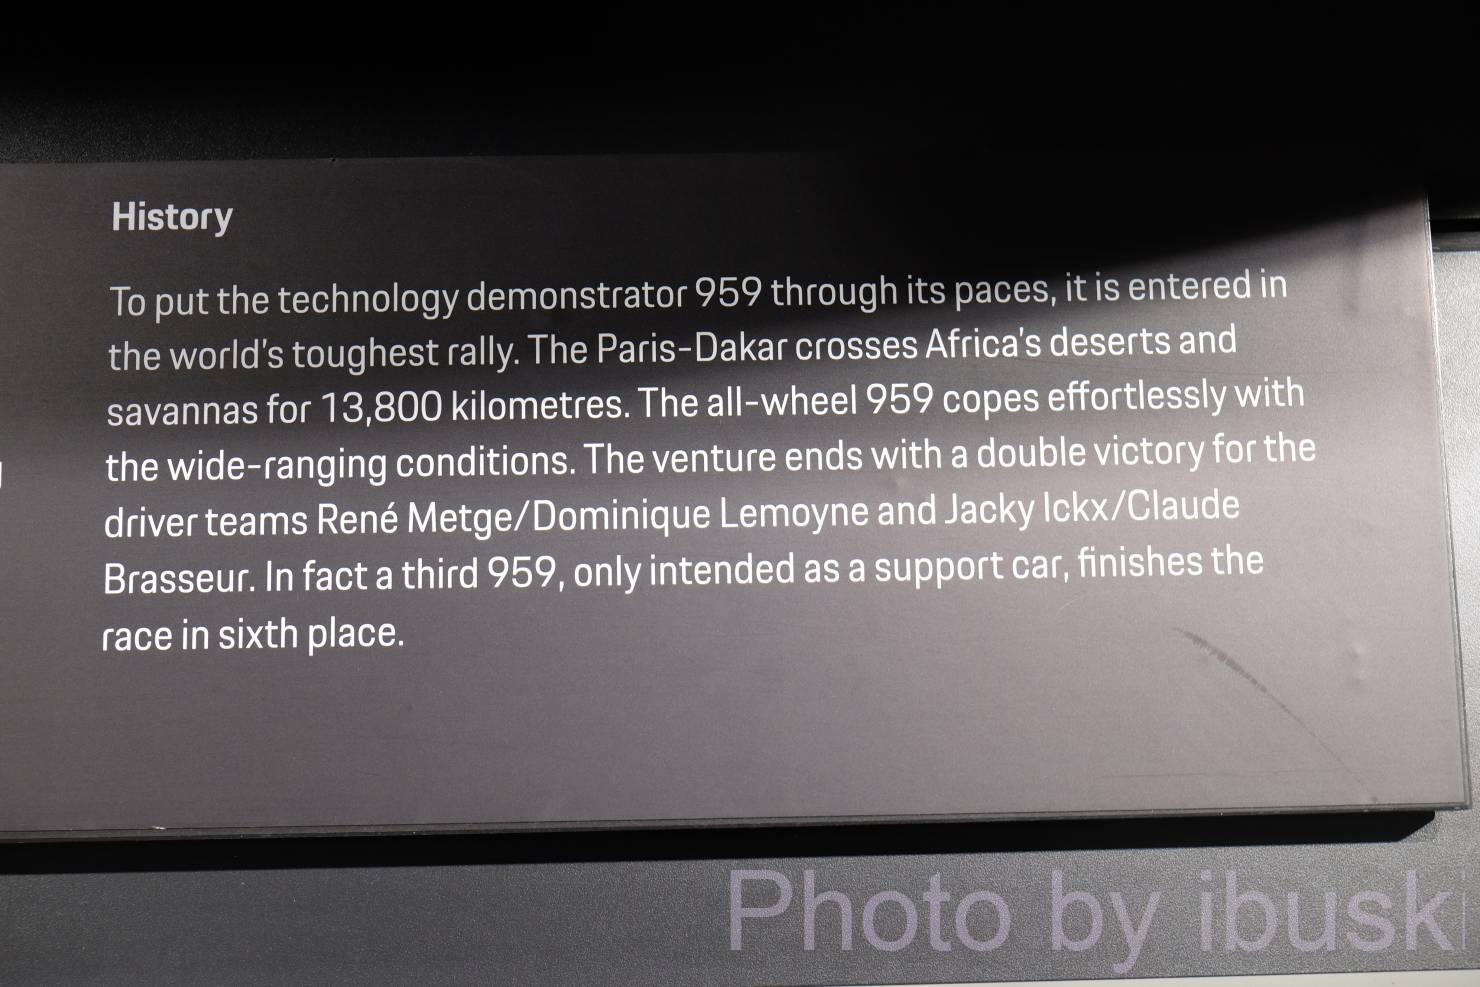 History
To put the technology demonstrator 959 through its paces, it is entered in
the world's toughest rally. The Paris-Dakar crosses Africa's deserts and
savannas for 13,800 kilometres. The all-wheel 959 copes effortlessly with
the wide-ranging conditions. The venture ends with a double victory for the
driver teams René Metge/Dominique Lemoyne and Jacky Ickx/Claude
Brasseur. In fact a third 959, only intended as a support car, finishes the
race in sixth place.
Photo by ibuski